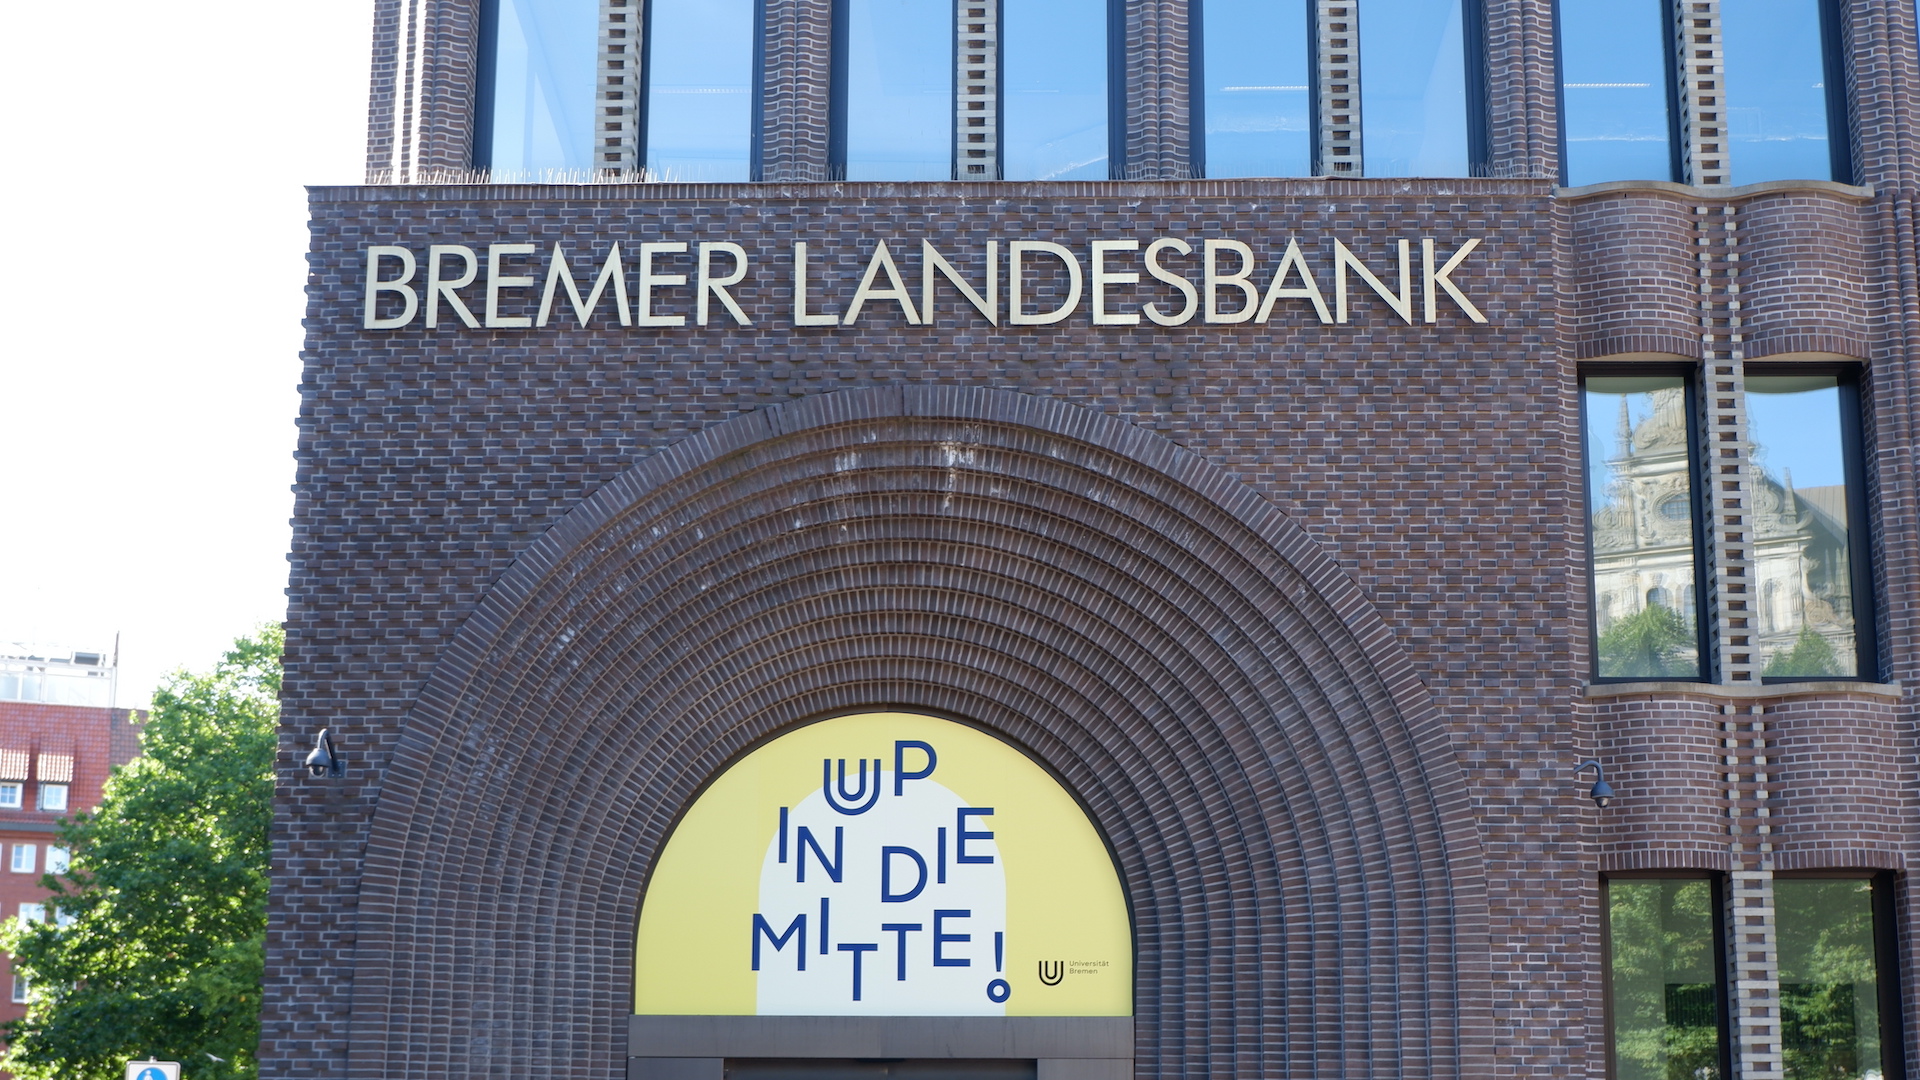 BREMER LANDESBANK
UP
IN DIE
MITTE!
Universität
Bremen